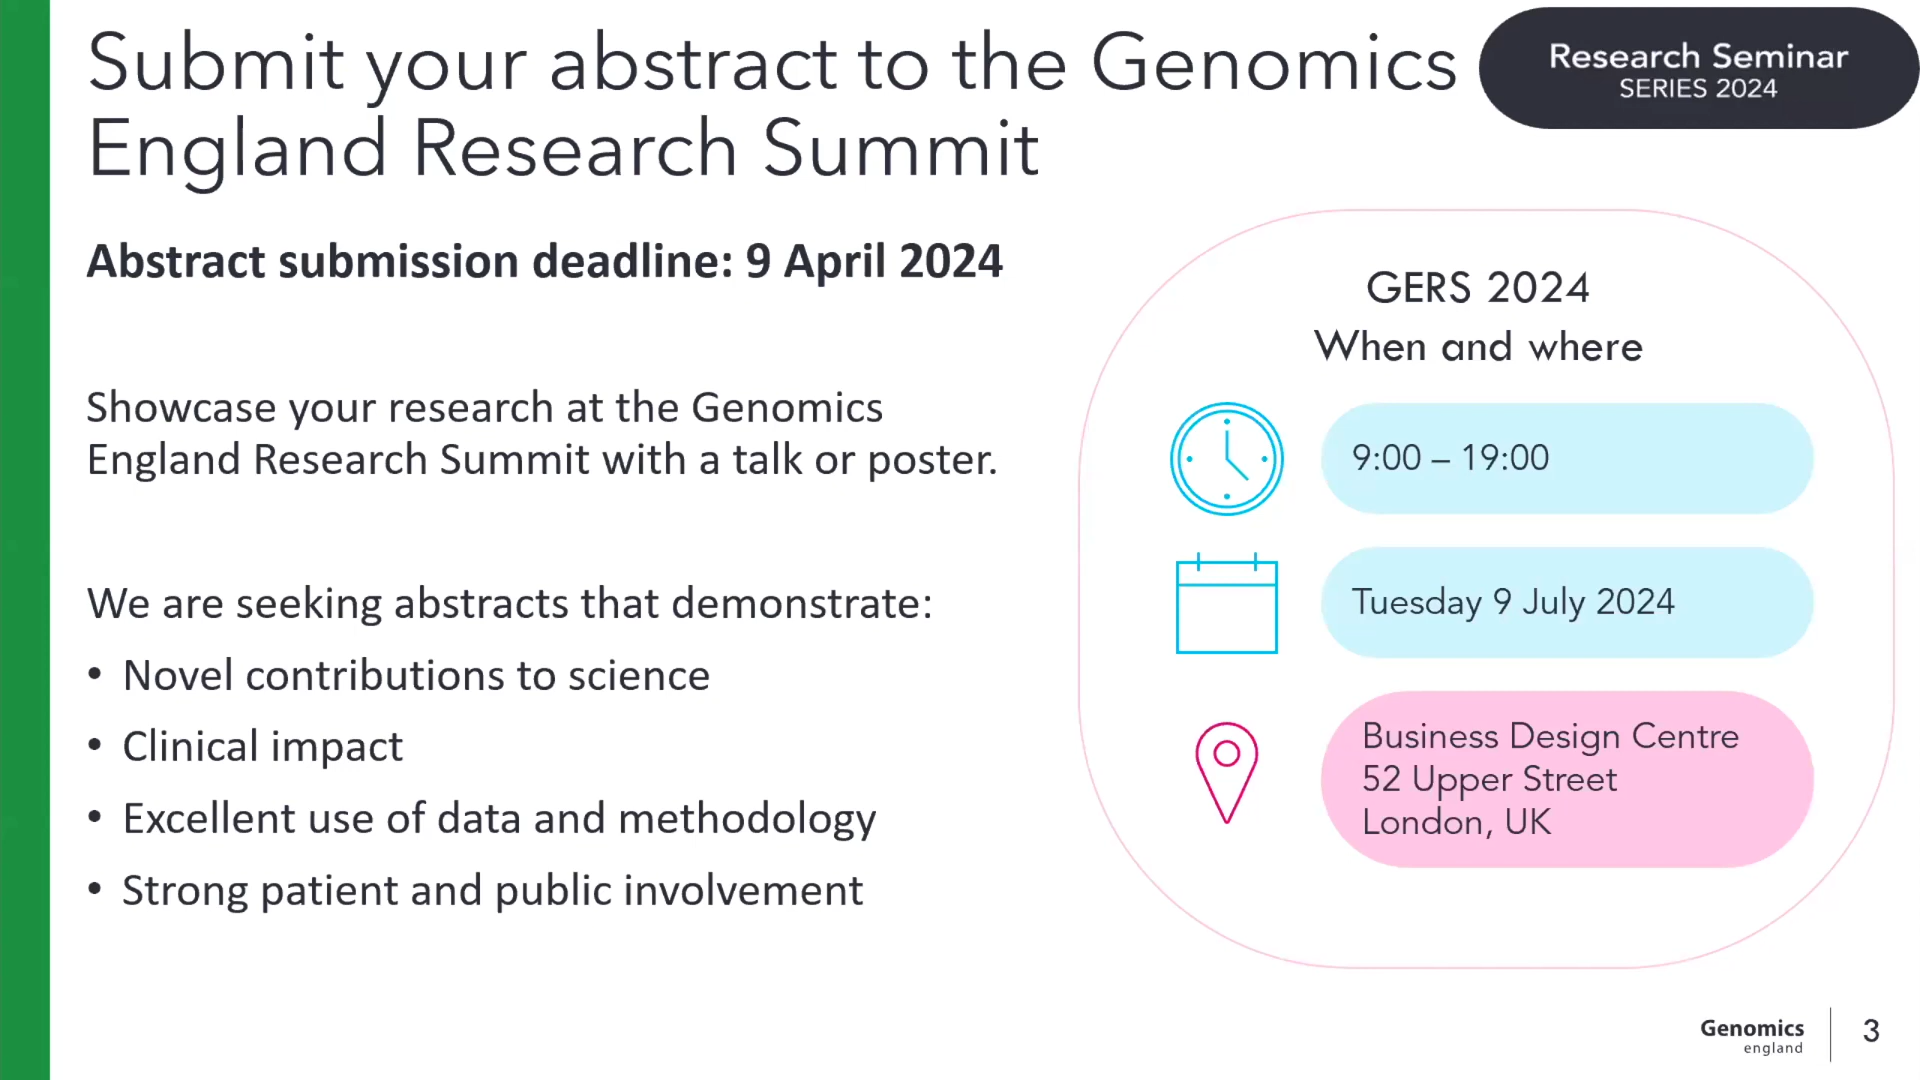 Submit your abstract to the Genomics
England Research Summit
Research Seminar
SERIES 2024
Abstract submission deadline: 9 April 2024
Showcase your research at the Genomics
England Research Summit with a talk or poster.
We are seeking abstracts that demonstrate:
• Novel contributions to science
• Clinical impact
• Excellent use of data and methodology
• Strong patient and public involvement
GERS 2024
When and where
9:00 – 19:00
Tuesday 9 July 2024
Business Design Centre
52 Upper Street
London, UK
Genomics
england
3